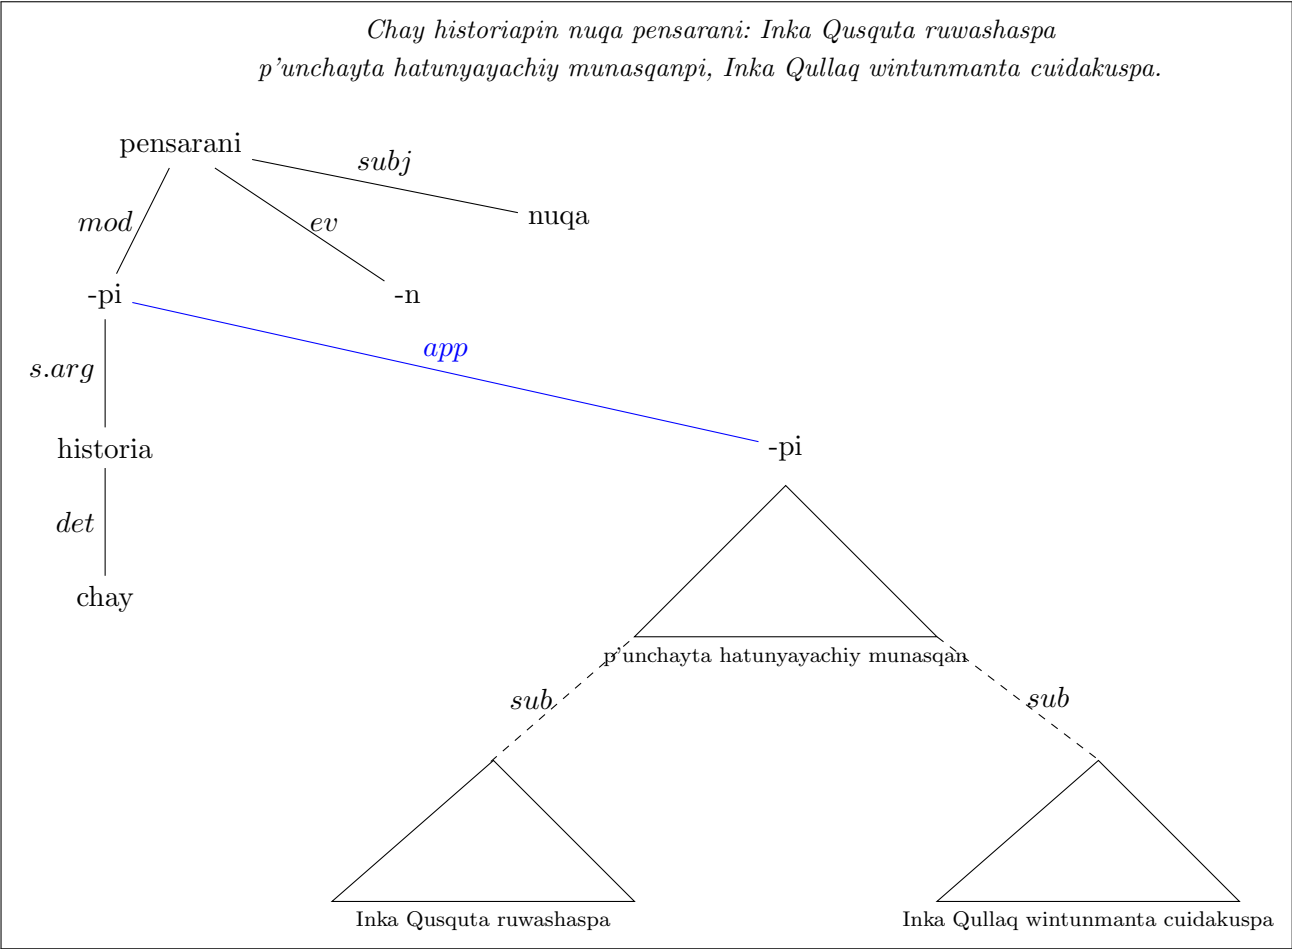 Chay historiapin nuqa pensarani: Inka Qusquta ruwashaspa
p'unchayta hatunyayachiy munasqanpi, Inka Qullaq wintunmanta cuidakuspa.
pensarani
subj
mod
ev
nuqa
-pi
-n
app
s.arg
historia
-pi
det
chay
p'unchayta hatunyayachiy munasqan
sub
sub
Inka Qusquta ruwashaspa
Inka Qullaq wintunmanta cuidakuspa